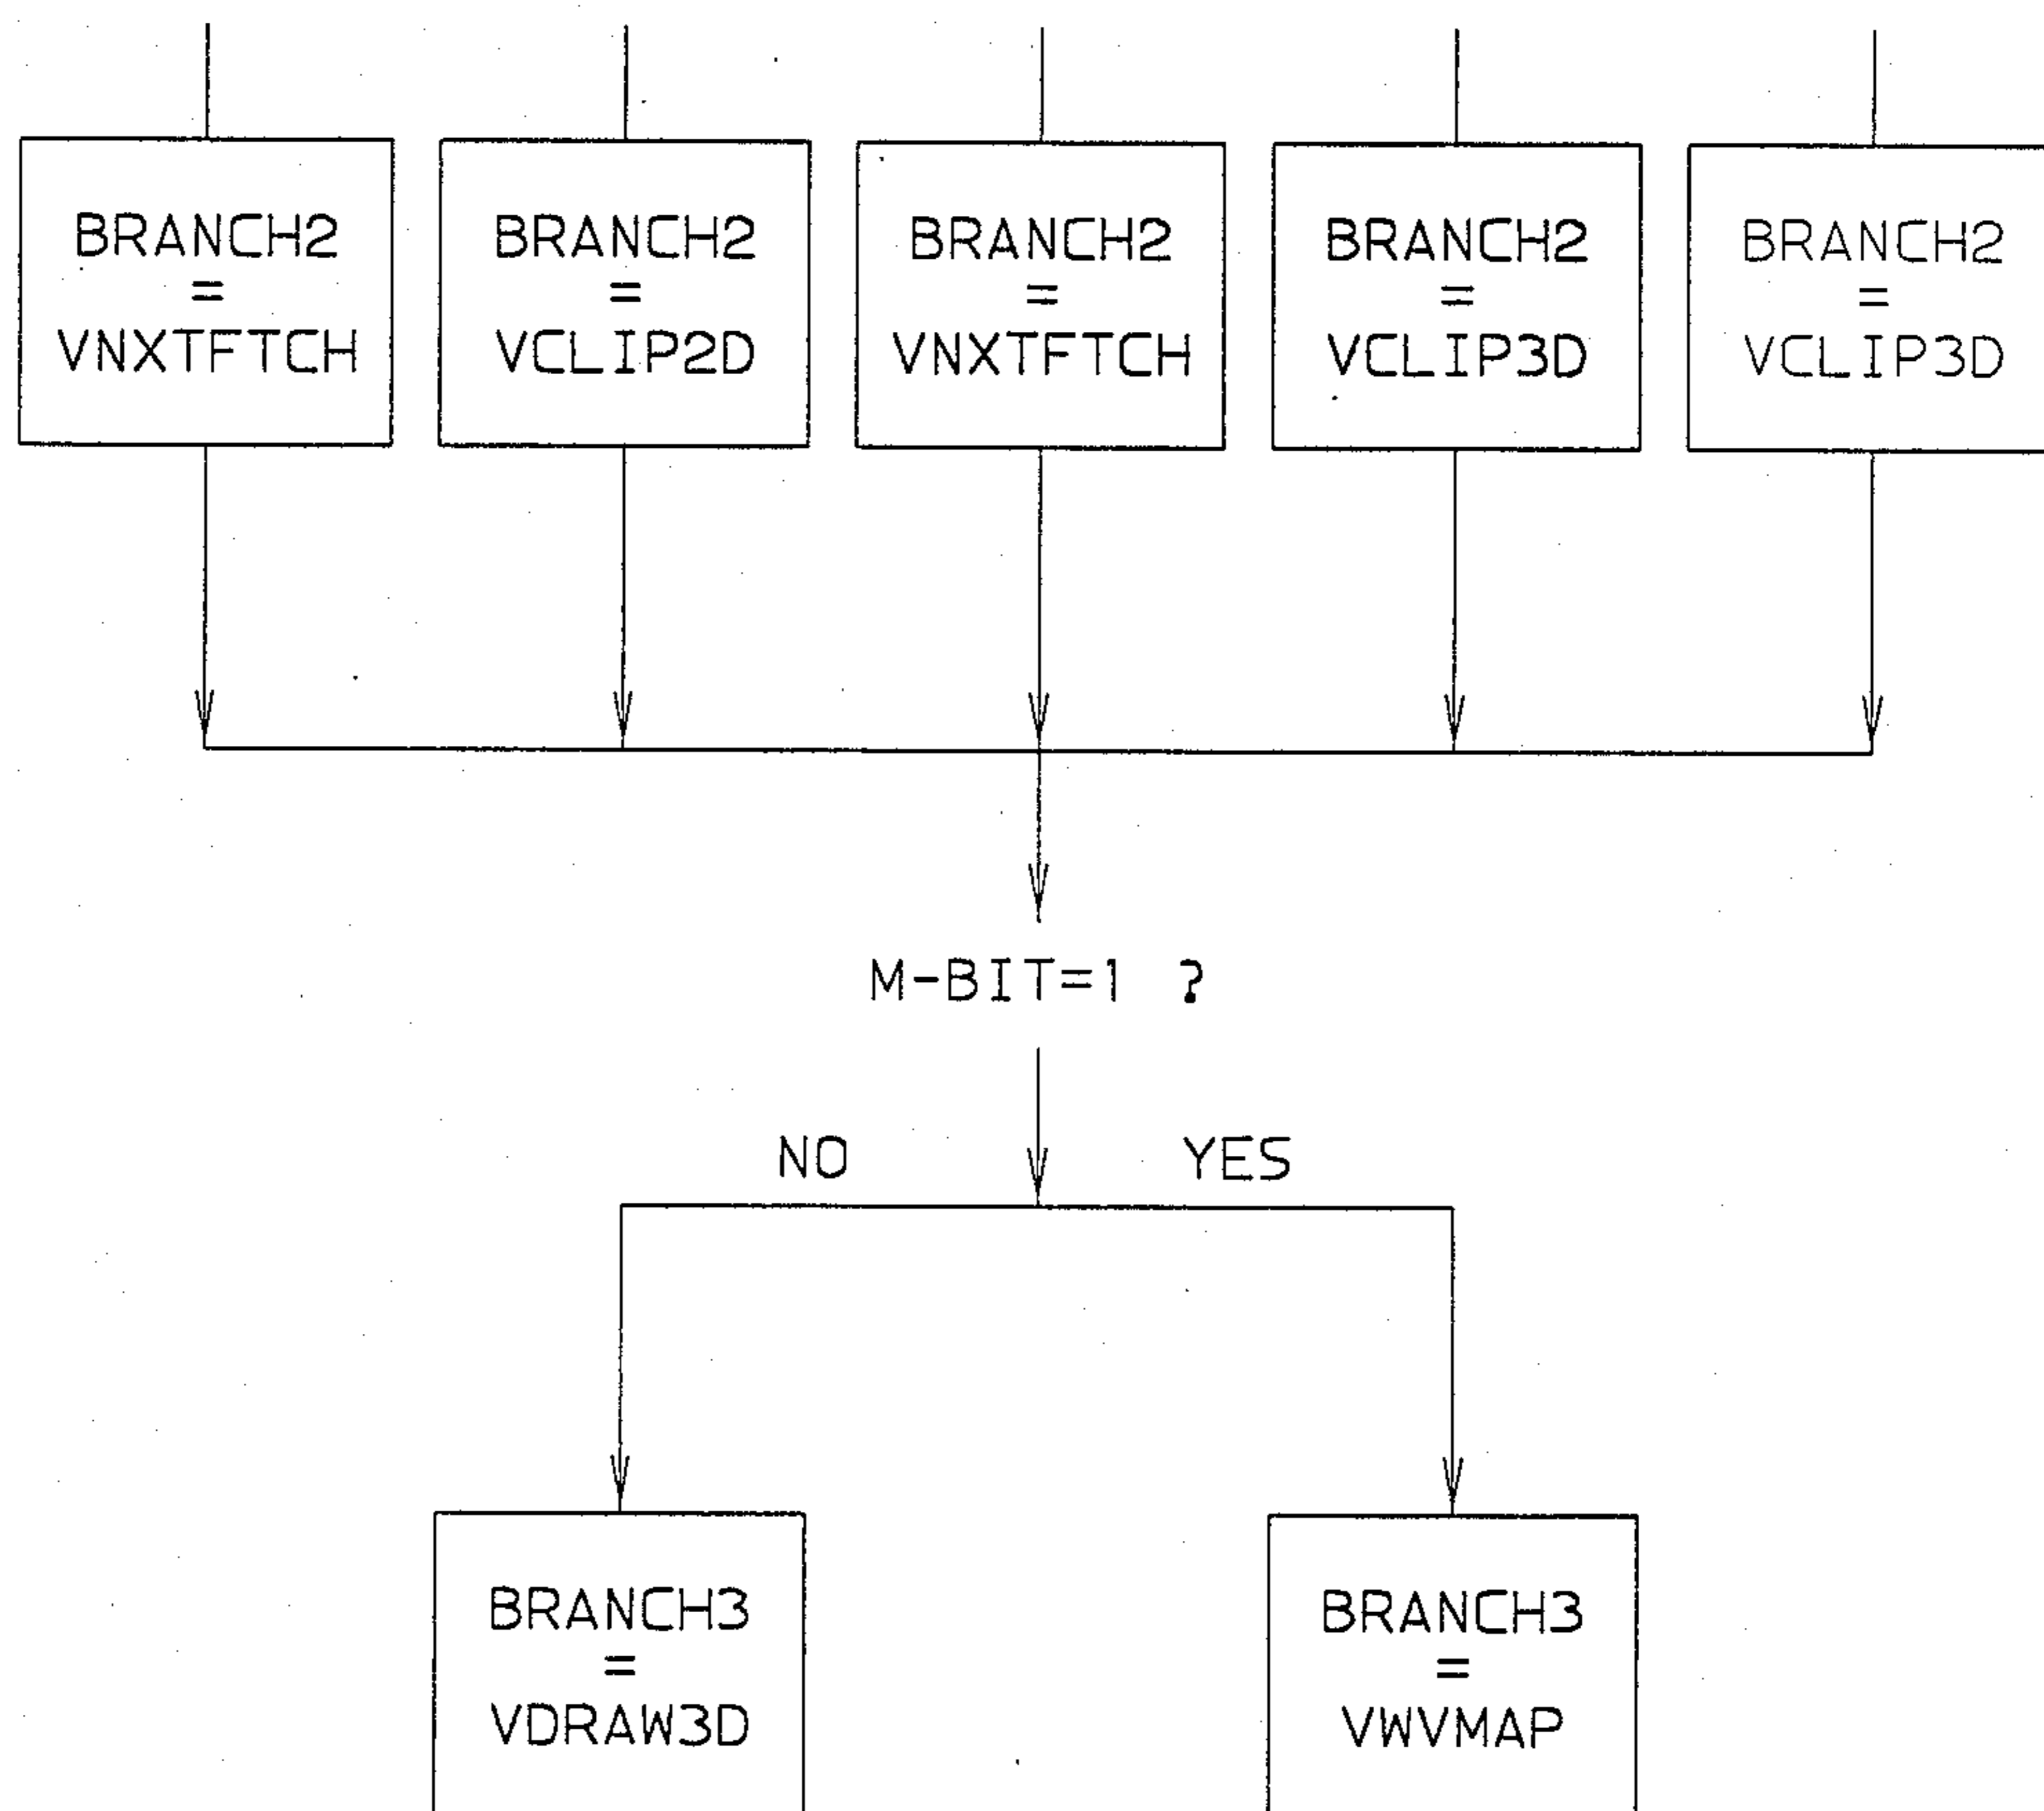 BRANCH2
=
VNXTFTCH
BRANCH2
=
VCLIP2D
BRANCH2
=
VNXTFTCH
BRANCH2
=
VCLIP3D
BRANCH2
=
VCLIP3D
M-BIT=1 ?
NO
YES
BRANCH3
=
VDRAW3D
BRANCH3
=
VWVMAP